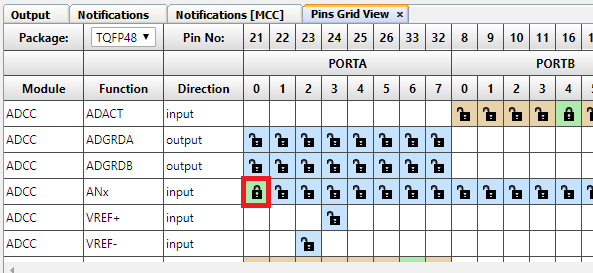 Output Notifications Notifications [MCC] Pins Grid View ×
Package: TQFP48 Pin No: 21 22 23 24 25 26 33 32 8 9 10 11 16
PORTA PORTB
Module Function Direction 0 1 2 3 4 5 6 7 0 1 2 3 4
ADCC ADACT input
ADCC ADGRDA output
ADCC ADGRDB output
ADCC ANx input
ADCC VREF+ input
ADCC VREF- input